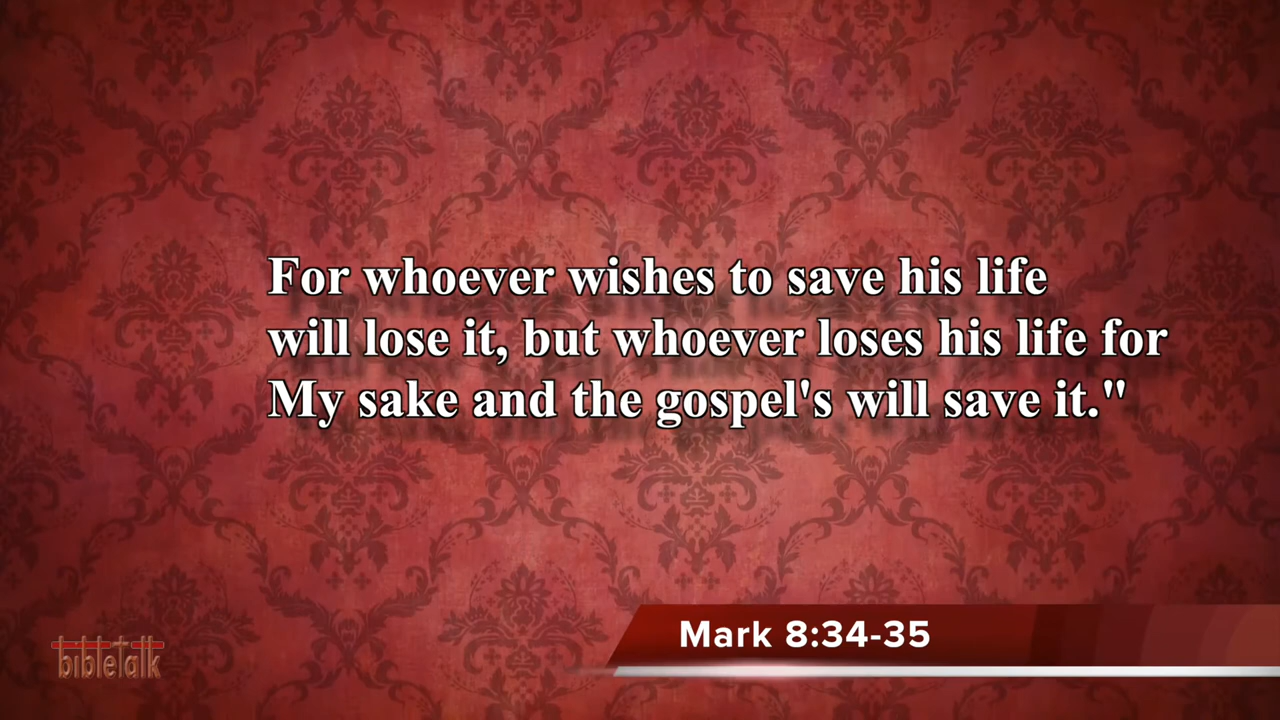 For whoever wishes to save his life
will lose it, but whoever loses his life for
My sake and the gospel's will save it."
Mark 8:34-35
bibletalk